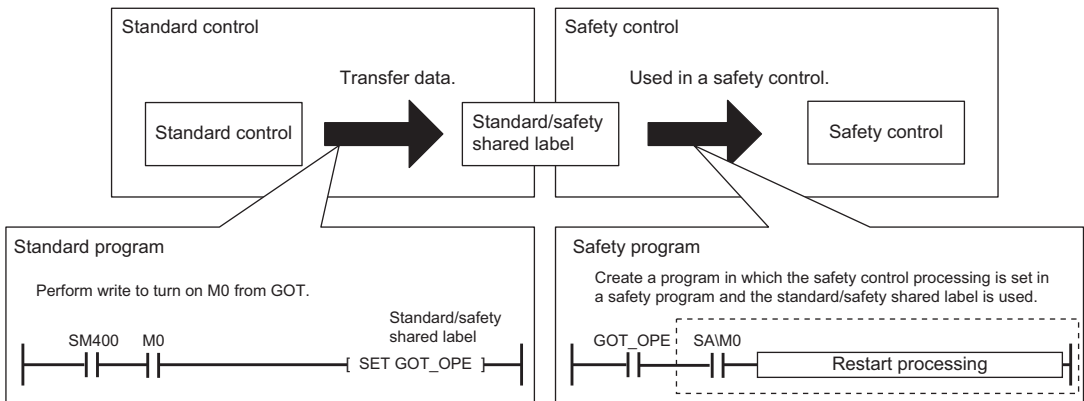 Standard control
Safety control
Transfer data.
Used in a safety control.
Standard control
Standard/safety
shared label
Safety control
Standard program
Perform write to turn on M0 from GOT.
Standard/safety
shared label
SM400 M0
SET GOT_OPE
Safety program
Create a program in which the safety control processing is set in
a safety program and the standard/safety shared label is used.
GOT_OPE SA\M0
Restart processing